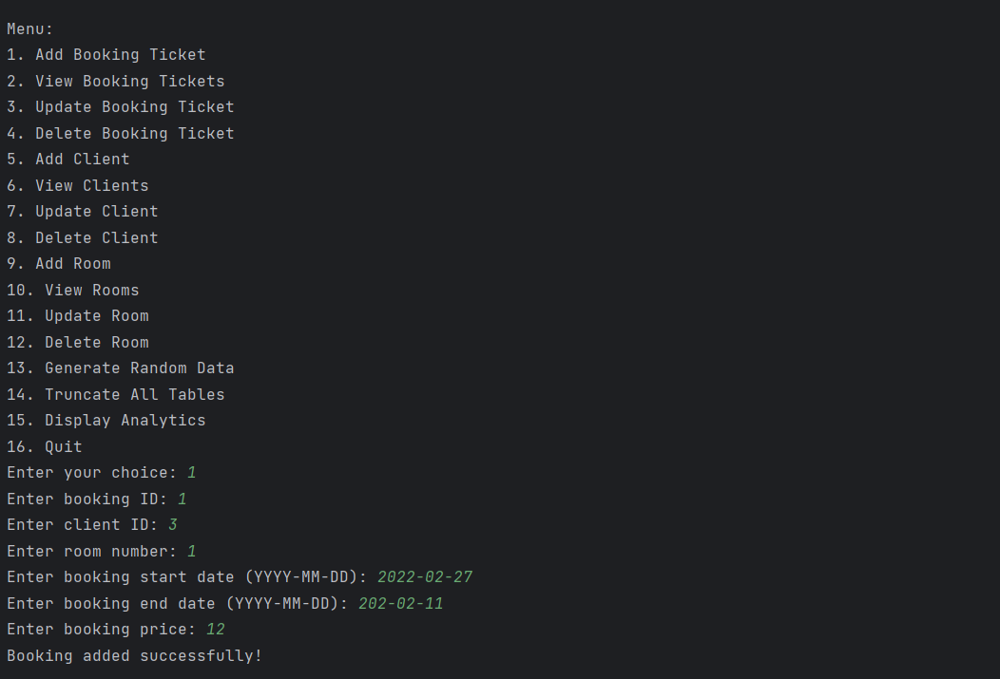 Menu:
1. Add Booking Ticket
2. View Booking Tickets
3. Update Booking Ticket
4. Delete Booking Ticket
5. Add Client
6. View Clients
7. Update Client
8. Delete Client
9. Add Room
10. View Rooms
11. Update Room
12. Delete Room
13. Generate Random Data
14. Truncate All Tables
15. Display Analytics
16. Quit
Enter your choice: 1
Enter booking ID: 1
Enter client ID: 3
Enter room number: 1
Enter booking start date (YYYY-MM-DD): 2022-02-27
Enter booking end date (YYYY-MM-DD): 202-02-11
Enter booking price: 12
Booking added successfully!